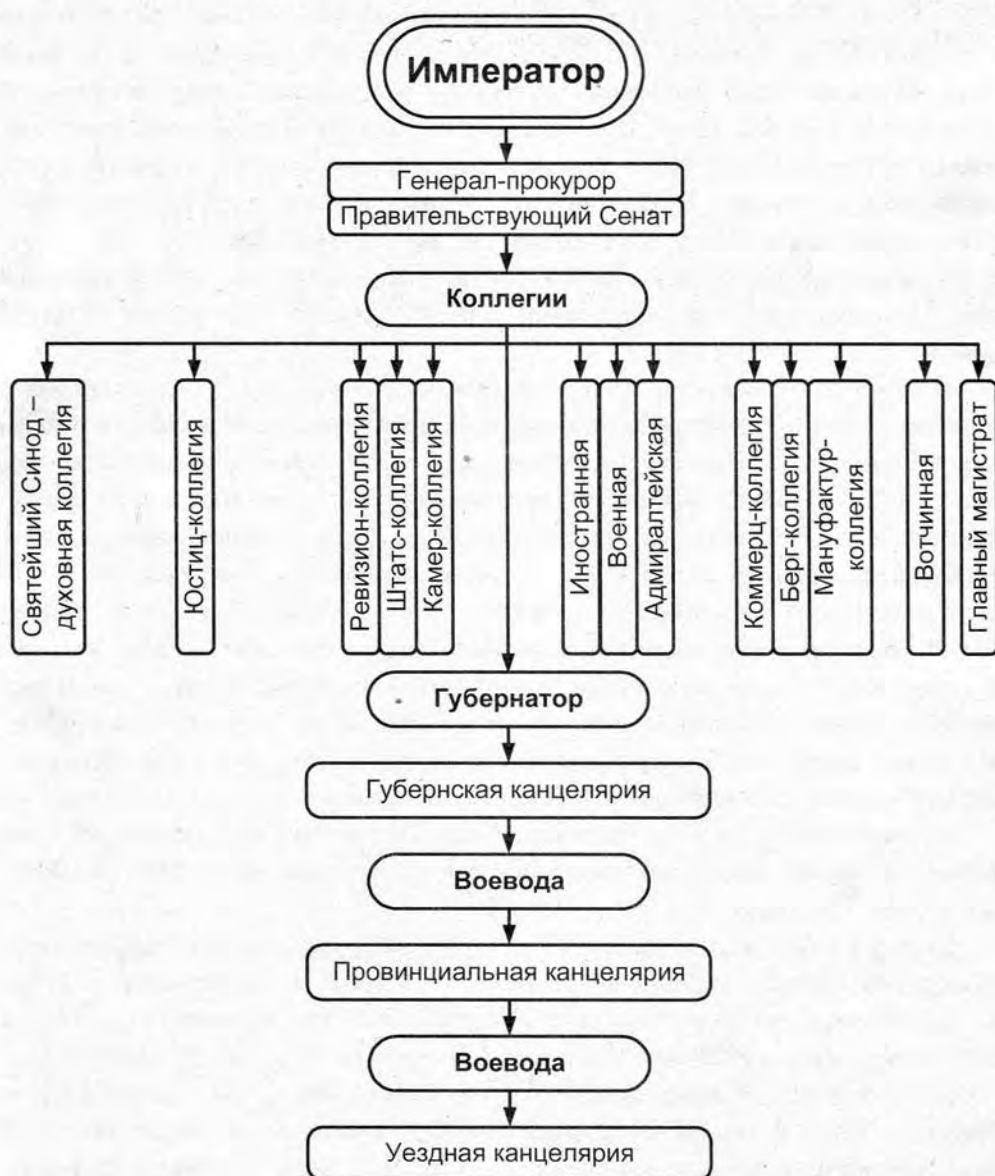 Император
Генерал-прокурор
Правительствующий Сенат
Коллегии
Святейший Синод –
духовная коллегия
Юстиц-коллегия
Ревизион-коллегия
Штатс-коллегия
Камер-коллегия
Иностранная
Военная
Адмиралтейская
Коммерц-коллегия
Берг-коллегия
Мануфактур-
коллегия
Вотчинная
Главный магистрат
Губернатор
Губернская канцелярия
Воевода
Провинциальная канцелярия
Воевода
Уездная канцелярия